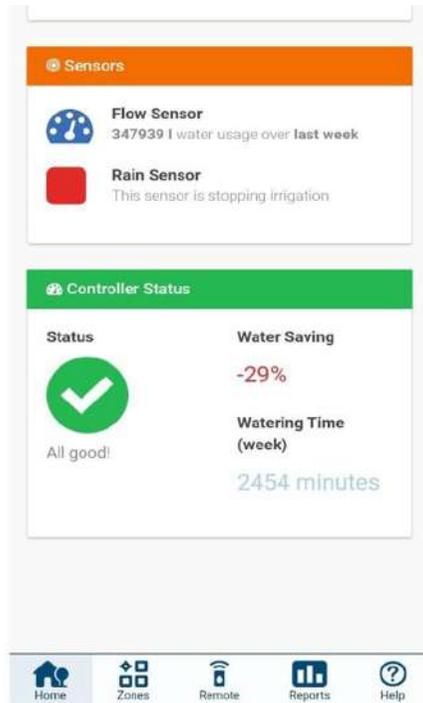 Sensors
Flow Sensor
347939 l water usage over last week
Rain Sensor
This sensor is stopping irrigation
Controller Status
Status
All good!
Water Saving
-29%
Watering Time
(week)
2454 minutes
Home Zones Remote Reports Help